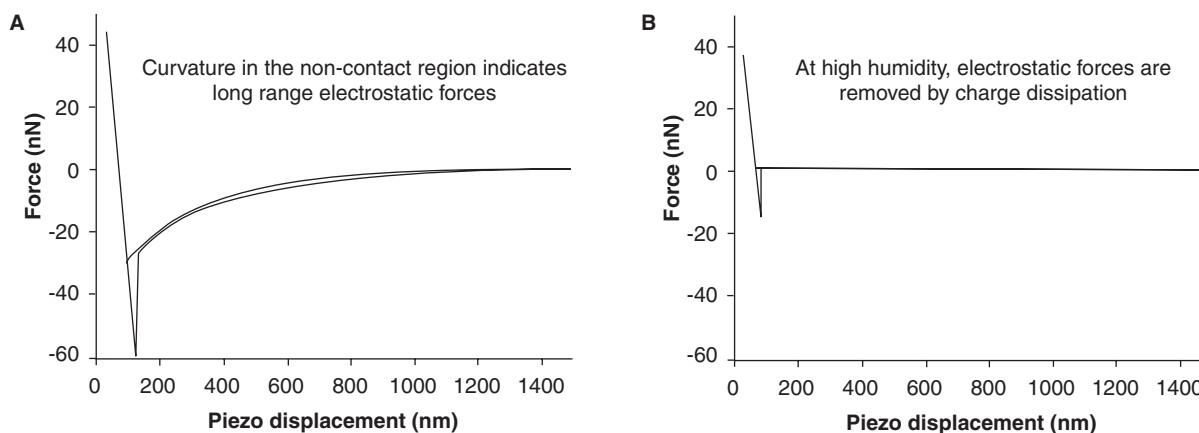 A
Curvature in the non-contact region indicates
long range electrostatic forces
40
20
0
-20
-40
-60
Force (nN)
0 200 400 600 800 1000 1200 1400
Piezo displacement (nm)
B
At high humidity, electrostatic forces are
removed by charge dissipation
40
20
0
-20
-40
-60
Force (nN)
0 200 400 600 800 1000 1200 1400
Piezo displacement (nm)